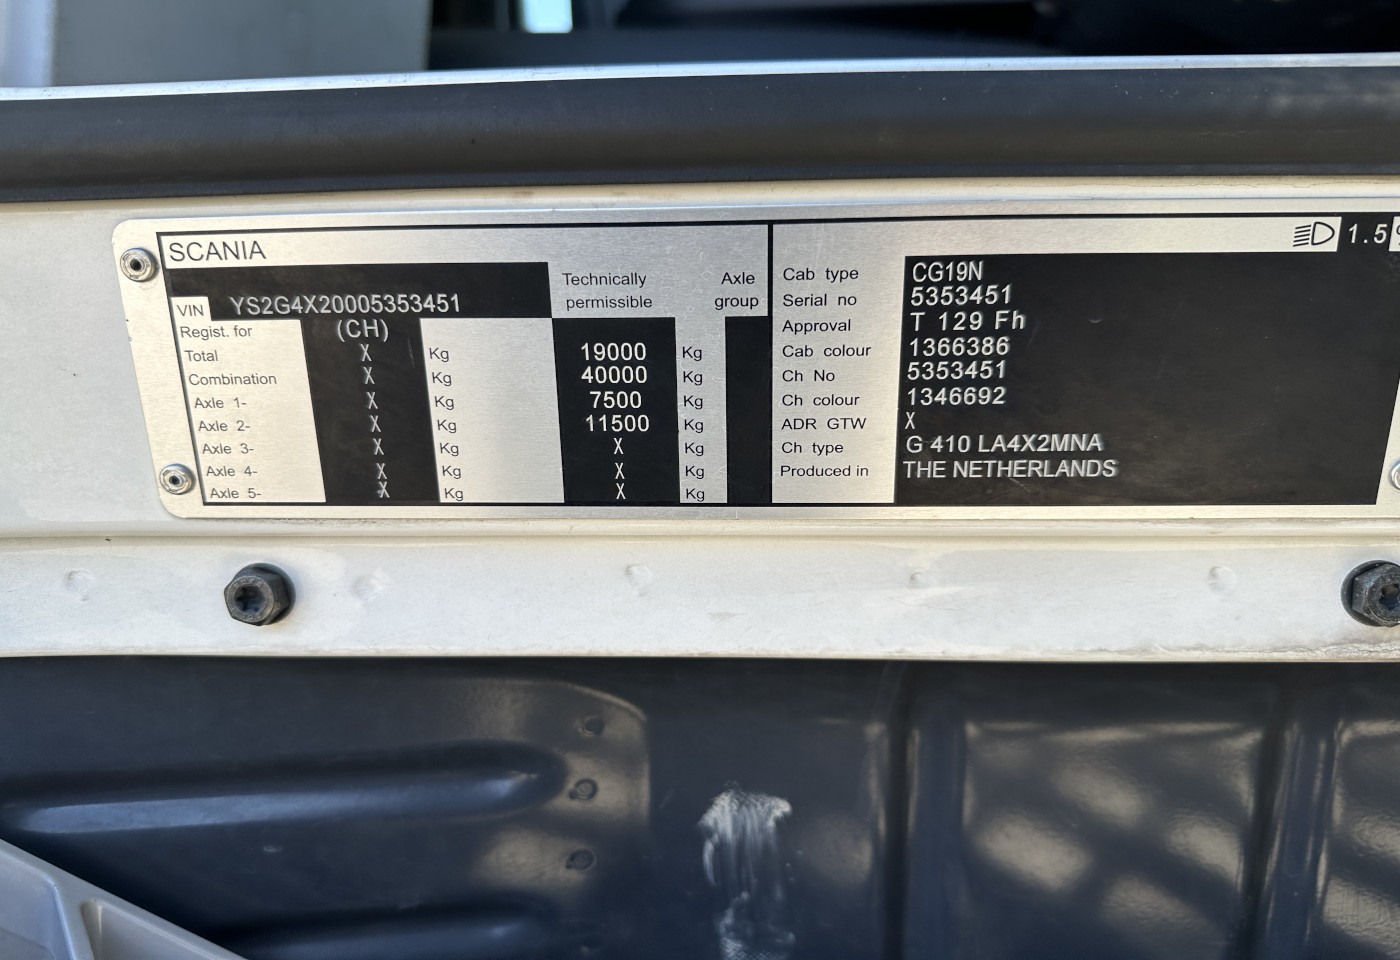 SCANIA
VIN YS2G4X20005353451
Technically permissible
Axle group
Regist. for (CH)
Total X Kg 19000 Kg
Combination X Kg 40000 Kg
Axle 1- X Kg 7500 Kg
Axle 2- X Kg 11500 Kg
Axle 3- X Kg X Kg
Axle 4- X Kg X Kg
Axle 5- X Kg X Kg
1.5
Cab type CG19N
Serial no 5353451
Approval T 129 Fh
Cab colour 1366386
Ch No 5353451
Ch colour 1346692
ADR GTW X
Ch type G 410 LA4X2MNA
Produced in THE NETHERLANDS